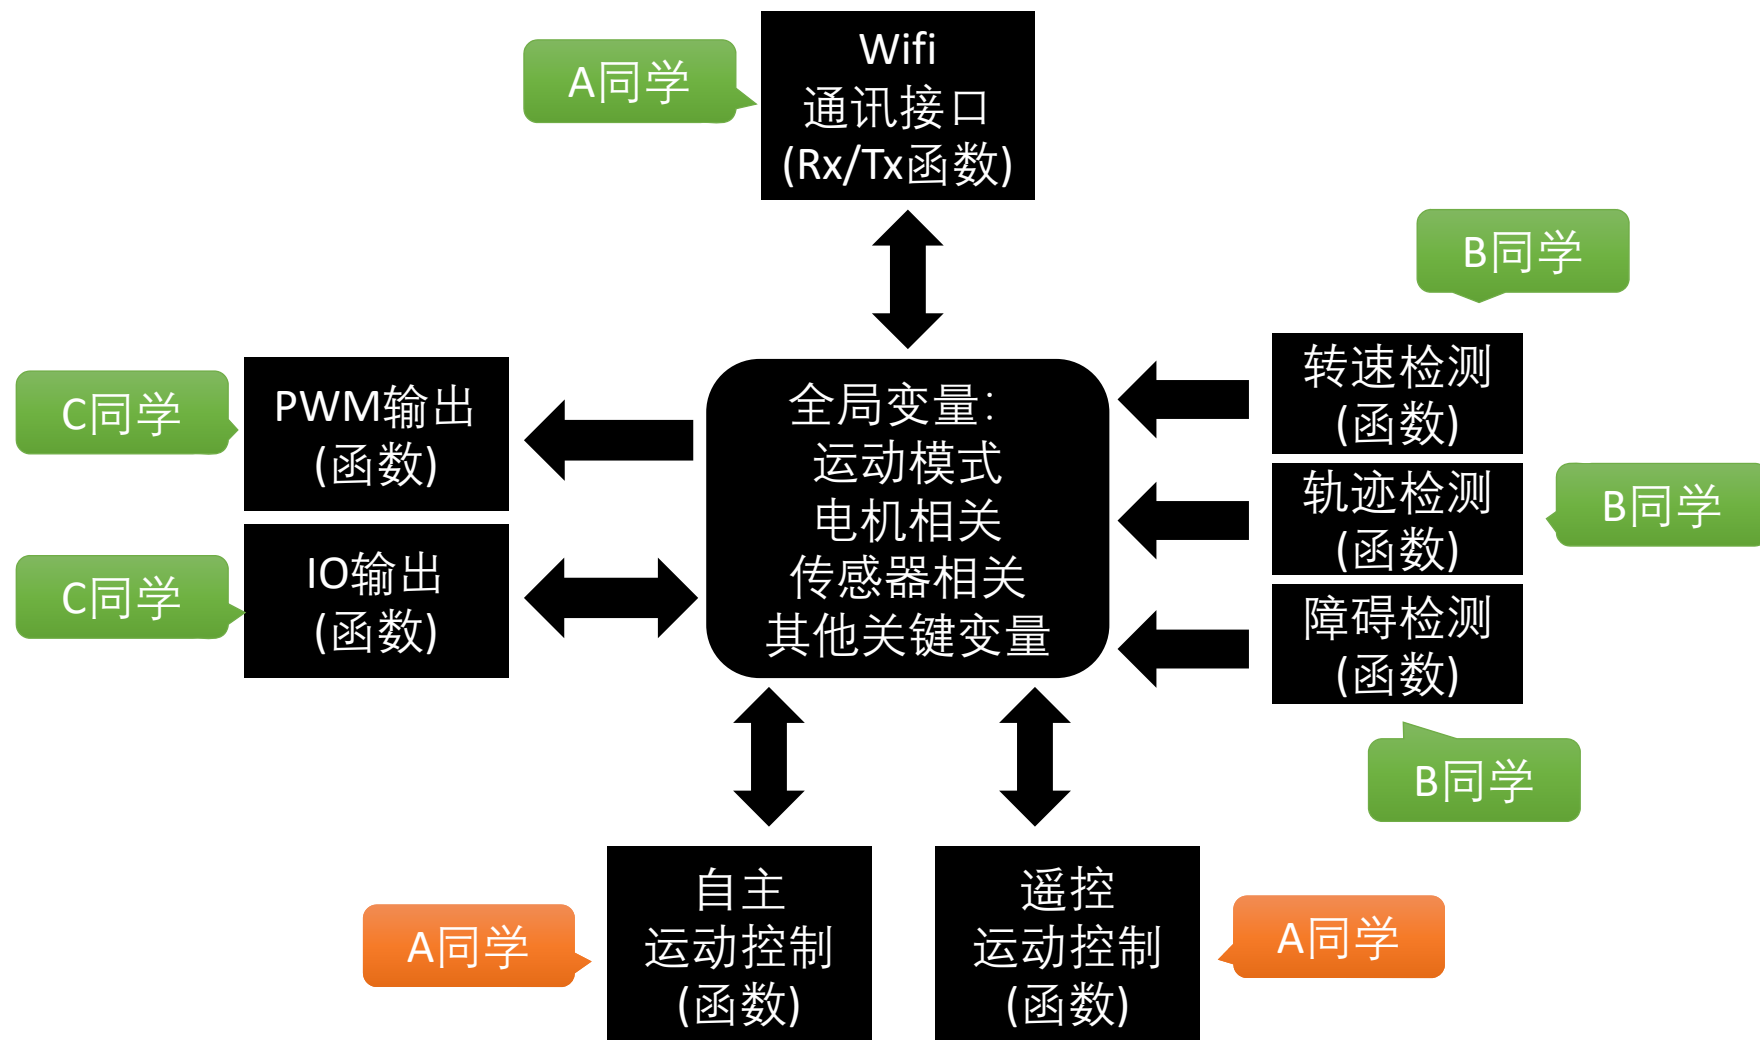 A同学
Wifi
通讯接口
(Rx/Tx函数)
B同学
C同学
PWM输出
(函数)
全局变量:
运动模式
电机相关
传感器相关
其他关键变量
转速检测
(函数)
轨迹检测
(函数)
B同学
C同学
IO输出
(函数)
障碍检测
(函数)
B同学
A同学
自主
运动控制
(函数)
遥控
运动控制
(函数)
A同学